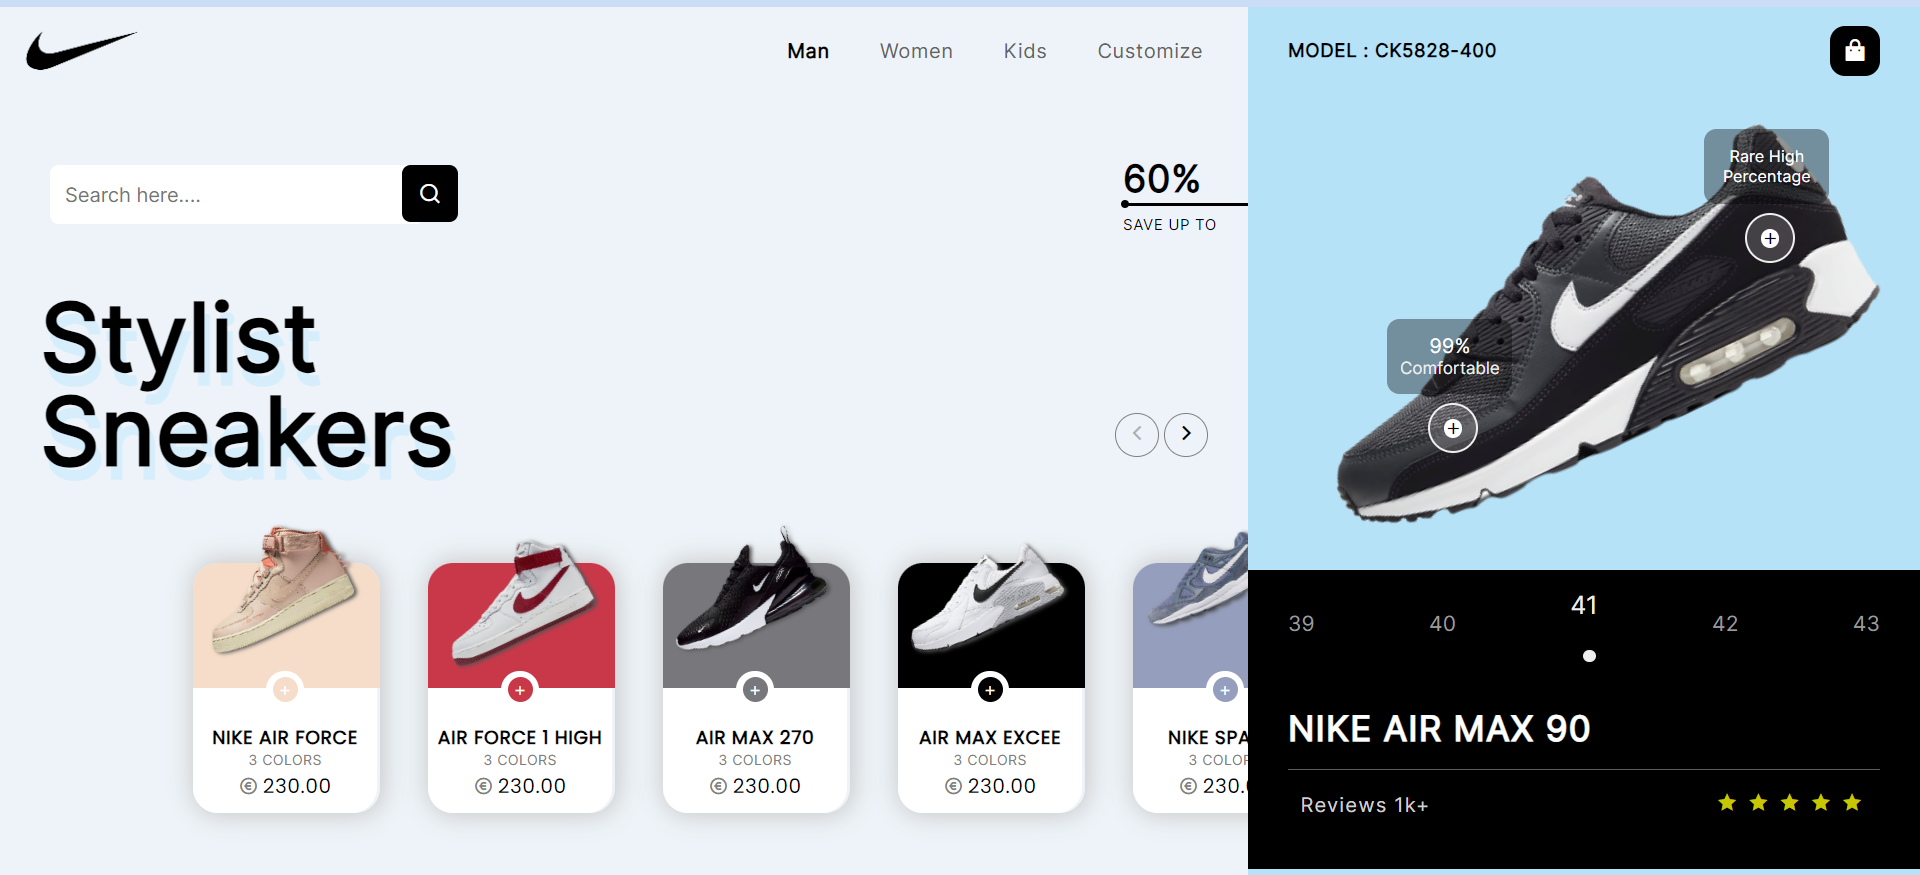 Man Women Kids Customize
Search here....
60%
SAVE UP TO
Stylist
Sneakers
NIKE AIR FORCE
3 COLORS
€ 230.00
AIR FORCE 1 HIGH
3 COLORS
€ 230.00
AIR MAX 270
3 COLORS
€ 230.00
AIR MAX EXCEE
3 COLORS
€ 230.00
NIKE SPA
3 COLOR
€ 230.
MODEL : CK5828-400
Rare High
Percentage
99%
Comfortable
39 40 41 42 43
NIKE AIR MAX 90
Reviews 1k+